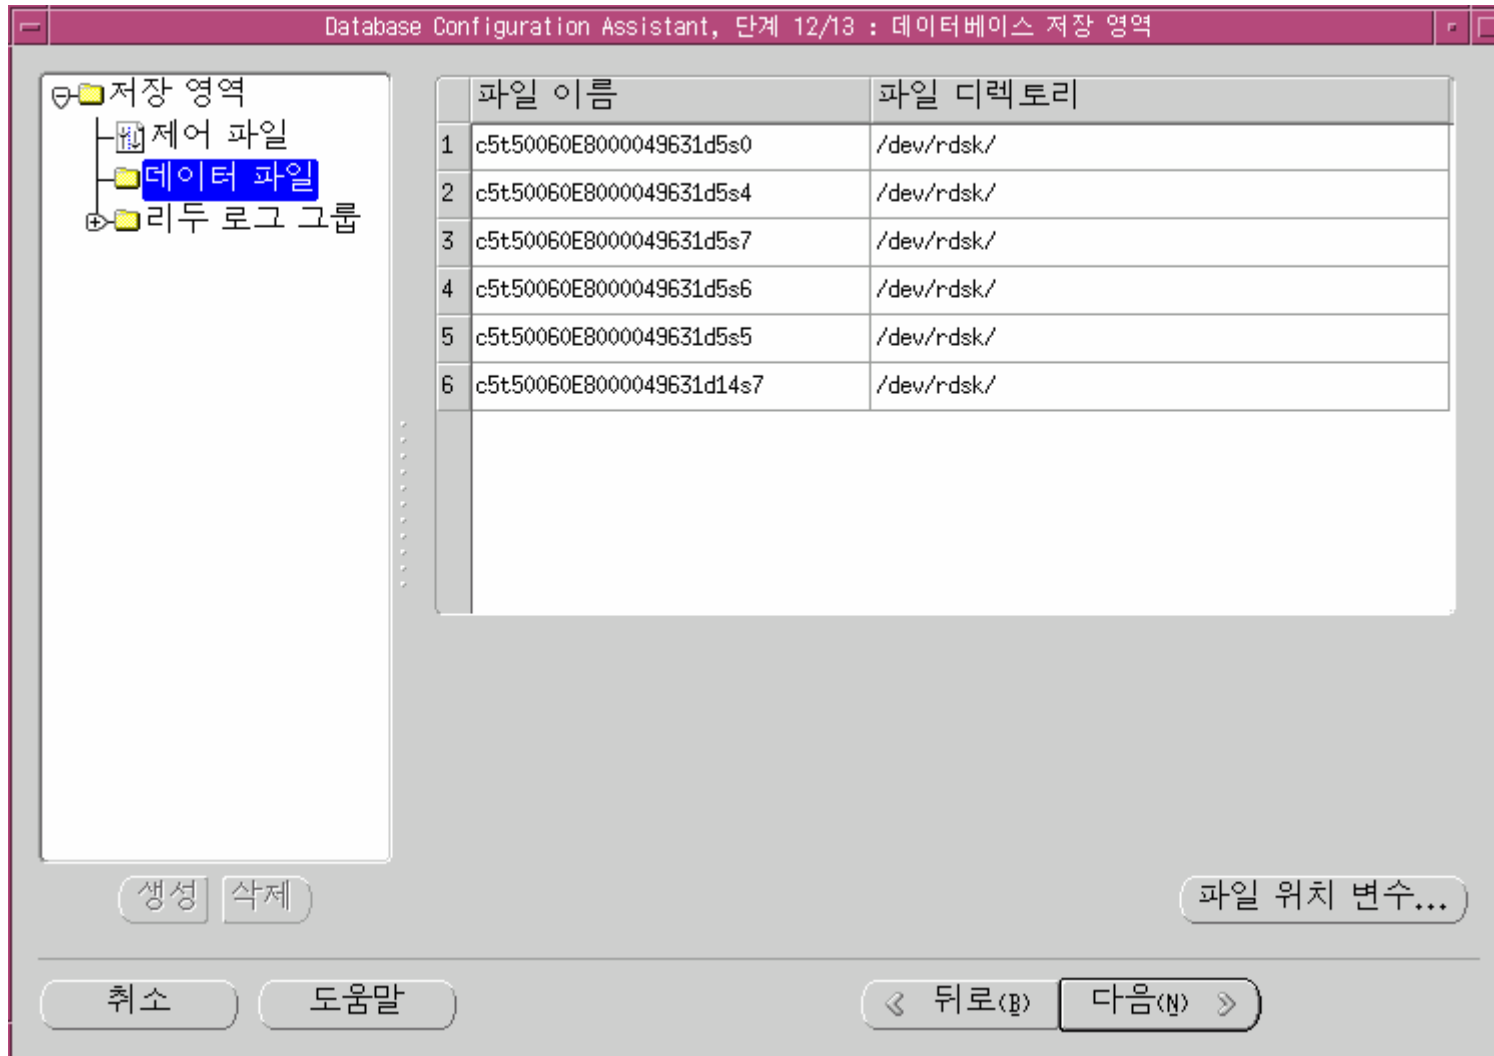 Database Configuration Assistant, 단계 12/13 : 데이터베이스 저장 영역
저장 영역
제어 파일
데이터 파일
리두 로그 그룹
파일 이름 파일 디렉토리
1 c5t50060E8000049631d5s0 /dev/rdsk/
2 c5t50060E8000049631d5s4 /dev/rdsk/
3 c5t50060E8000049631d5s7 /dev/rdsk/
4 c5t50060E8000049631d5s6 /dev/rdsk/
5 c5t50060E8000049631d5s5 /dev/rdsk/
6 c5t50060E8000049631d14s7 /dev/rdsk/
생성 삭제 파일 위치 변수...
취소 도움말 뒤로(B) 다음(N)